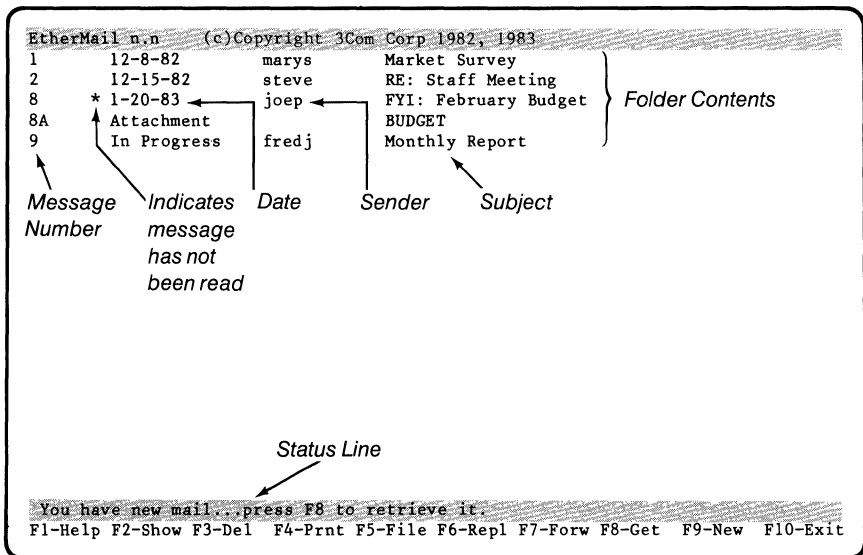 EtherMail n.n (c)Copyright 3Com Corp 1982, 1983
1 12-8-82 marys Market Survey
2 12-15-82 steve RE: Staff Meeting
8 * 1-20-83 joep FYI: February Budget
8A Attachment BUDGET
9 In Progress fredj Monthly Report
Folder Contents
Message Number
Indicates message has not been read
Date
Sender
Subject
Status Line
You have new mail...press F8 to retrieve it.
F1-Help F2-Show F3-Del F4-Prnt F5-File F6-Repl F7-Forw F8-Get F9-New F10-Exit